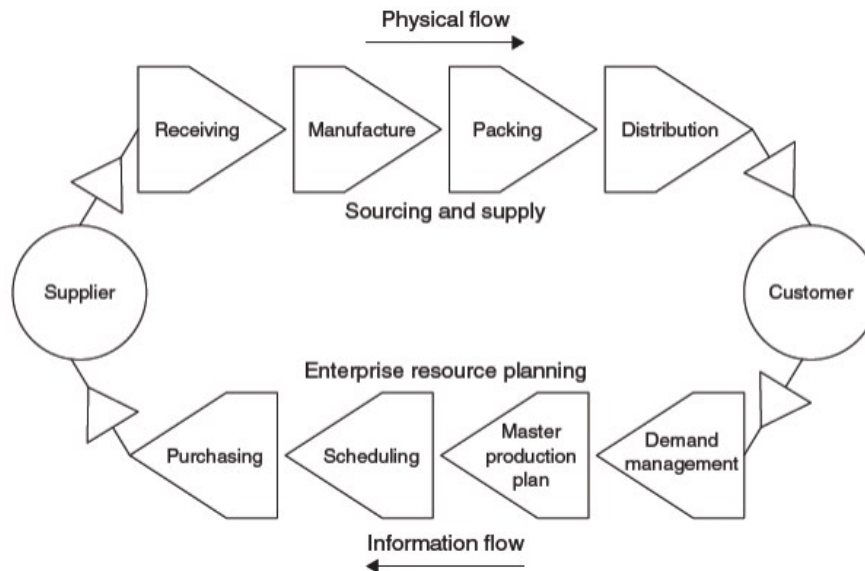 Physical flow
Receiving
Manufacture
Packing
Distribution
Sourcing and supply
Supplier
Customer
Enterprise resource planning
Purchasing
Scheduling
Master
production
plan
Demand
management
Information flow